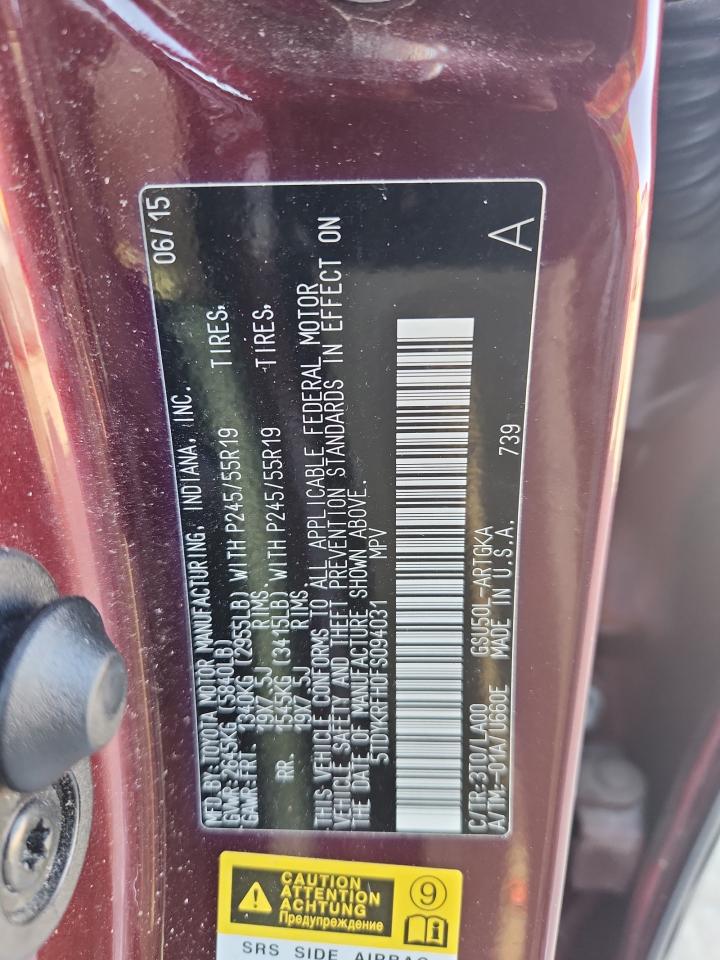 MFD BY:TOYOTA MOTOR MANUFACTURING, INDIANA, INC. 06/15
GVWR:2645KG(5840LB)
GAWR:FRT. 1340KG (2955LB) WITH P245/55R19 TIRES,
19X7.5J RIMS
RR. 1545KG (3415LB) WITH P245/55R19 TIRES,
19X7.5J RIMS.
THIS VEHICLE CONFORMS TO ALL APPLICABLE FEDERAL MOTOR
VEHICLE SAFETY AND THEFT PREVENTION STANDARDS IN EFFECT ON
THE DATE OF MANUFACTURE SHOWN ABOVE.
5TDYKRFH0FS094031 MPV
A
C/TR:3T0/LA00 GSU50L-ARTGKA 739
A/TM:-01A/U660E MADE IN U.S.A.
CAUTION
ATTENTION
ACHTUNG
Предупреждение
9
SRS SIDE AIRBAG